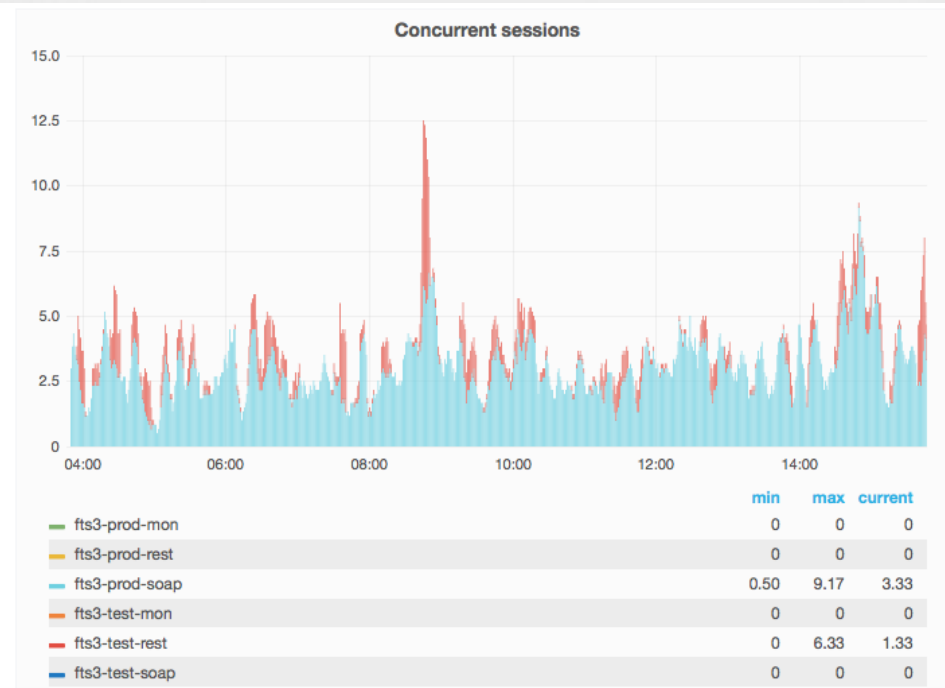 Concurrent sessions
15.0
12.5
10.0
7.5
5.0
2.5
0
04:00 06:00 08:00 10:00 12:00 14:00
min max current
fts3-prod-mon 0 0 0
fts3-prod-rest 0 0 0
fts3-prod-soap 0.50 9.17 3.33
fts3-test-mon 0 0 0
fts3-test-rest 0 6.33 1.33
fts3-test-soap 0 0 0